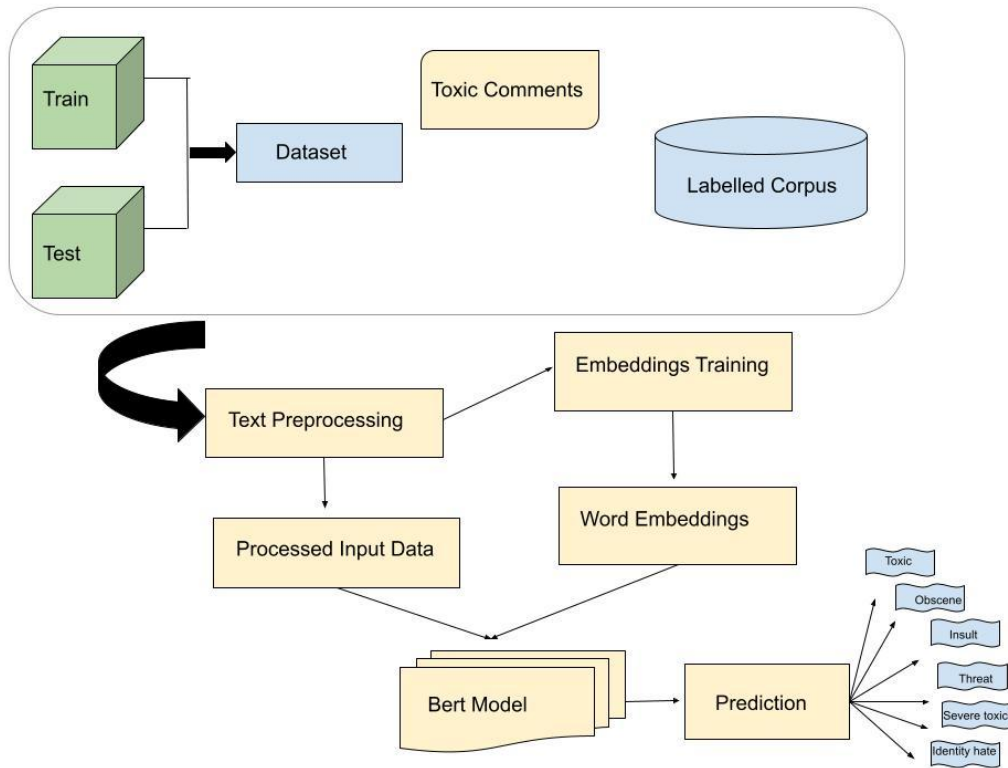 Train
Toxic Comments
Dataset
Labelled Corpus
Test
Embeddings Training
Text Preprocessing
Word Embeddings
Processed Input Data
Toxic
Obscene
Insult
Threat
Severe toxic
Identity hate
Bert Model
Prediction